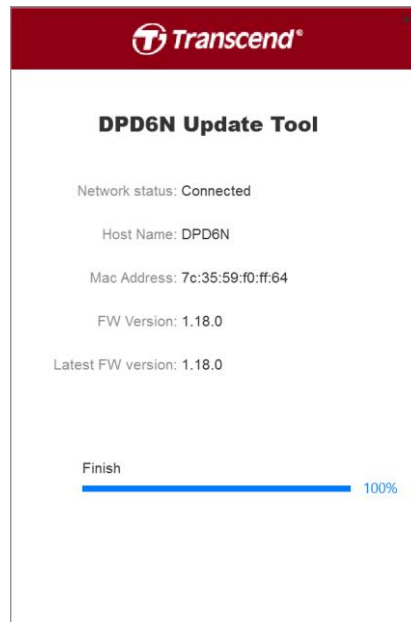 Transcend®
DPD6N Update Tool
Network status: Connected
Host Name: DPD6N
Mac Address: 7c:35:59:f0:ff:64
FW Version: 1.18.0
Latest FW version: 1.18.0
Finish
100%